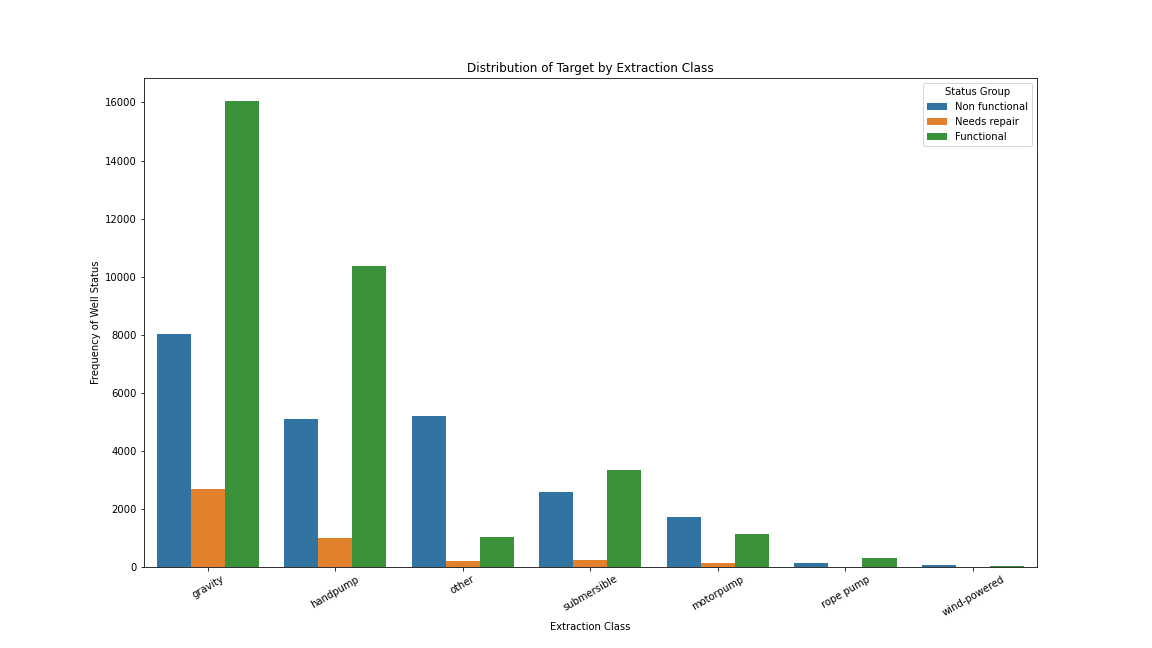 Distribution of Target by Extraction Class
Status Group
Non functional
Needs repair
Functional
Frequency of Well Status
16000
14000
12000
10000
8000
6000
4000
2000
0
gravity
handpump
other
submersible
motorpump
rope pump
wind-powered
Extraction Class